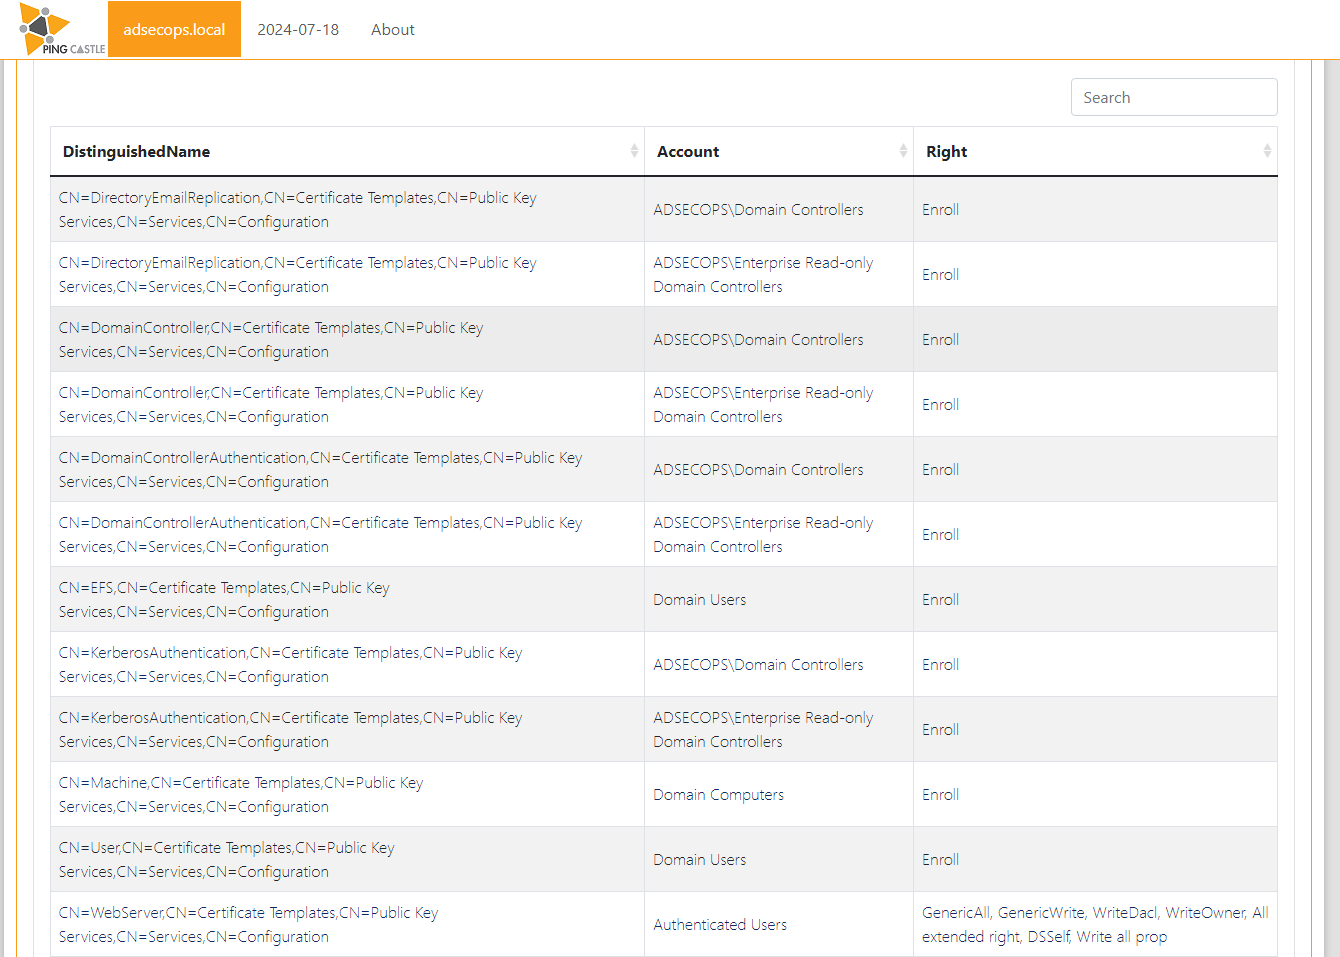 PING CASTLE
adsecops.local
2024-07-18
About
Search
DistinguishedName
Account
Right
CN=DirectoryEmailReplication,CN=Certificate Templates,CN=Public Key
Services,CN=Services,CN=Configuration
ADSECOPS\Domain Controllers
Enroll
CN=DirectoryEmailReplication,CN=Certificate Templates,CN=Public Key
Services,CN=Services,CN=Configuration
ADSECOPS\Enterprise Read-only
Domain Controllers
Enroll
CN=DomainController,CN=Certificate Templates,CN=Public Key
Services,CN=Services,CN=Configuration
ADSECOPS\Domain Controllers
Enroll
CN=DomainController,CN=Certificate Templates,CN=Public Key
Services,CN=Services,CN=Configuration
ADSECOPS\Enterprise Read-only
Domain Controllers
Enroll
CN=DomainControllerAuthentication,CN=Certificate Templates,CN=Public Key
Services,CN=Services,CN=Configuration
ADSECOPS\Domain Controllers
Enroll
CN=DomainControllerAuthentication,CN=Certificate Templates,CN=Public Key
Services,CN=Services,CN=Configuration
ADSECOPS\Enterprise Read-only
Domain Controllers
Enroll
CN=EFS,CN=Certificate Templates,CN=Public Key
Services,CN=Services,CN=Configuration
Domain Users
Enroll
CN=KerberosAuthentication,CN=Certificate Templates,CN=Public Key
Services,CN=Services,CN=Configuration
ADSECOPS\Domain Controllers
Enroll
CN=KerberosAuthentication,CN=Certificate Templates,CN=Public Key
Services,CN=Services,CN=Configuration
ADSECOPS\Enterprise Read-only
Domain Controllers
Enroll
CN=Machine,CN=Certificate Templates,CN=Public Key
Services,CN=Services,CN=Configuration
Domain Computers
Enroll
CN=User,CN=Certificate Templates,CN=Public Key
Services,CN=Services,CN=Configuration
Domain Users
Enroll
CN=WebServer,CN=Certificate Templates,CN=Public Key
Services,CN=Services,CN=Configuration
Authenticated Users
GenericAll, GenericWrite, WriteDacl, WriteOwner, All
extended right, DSSelf, Write all prop